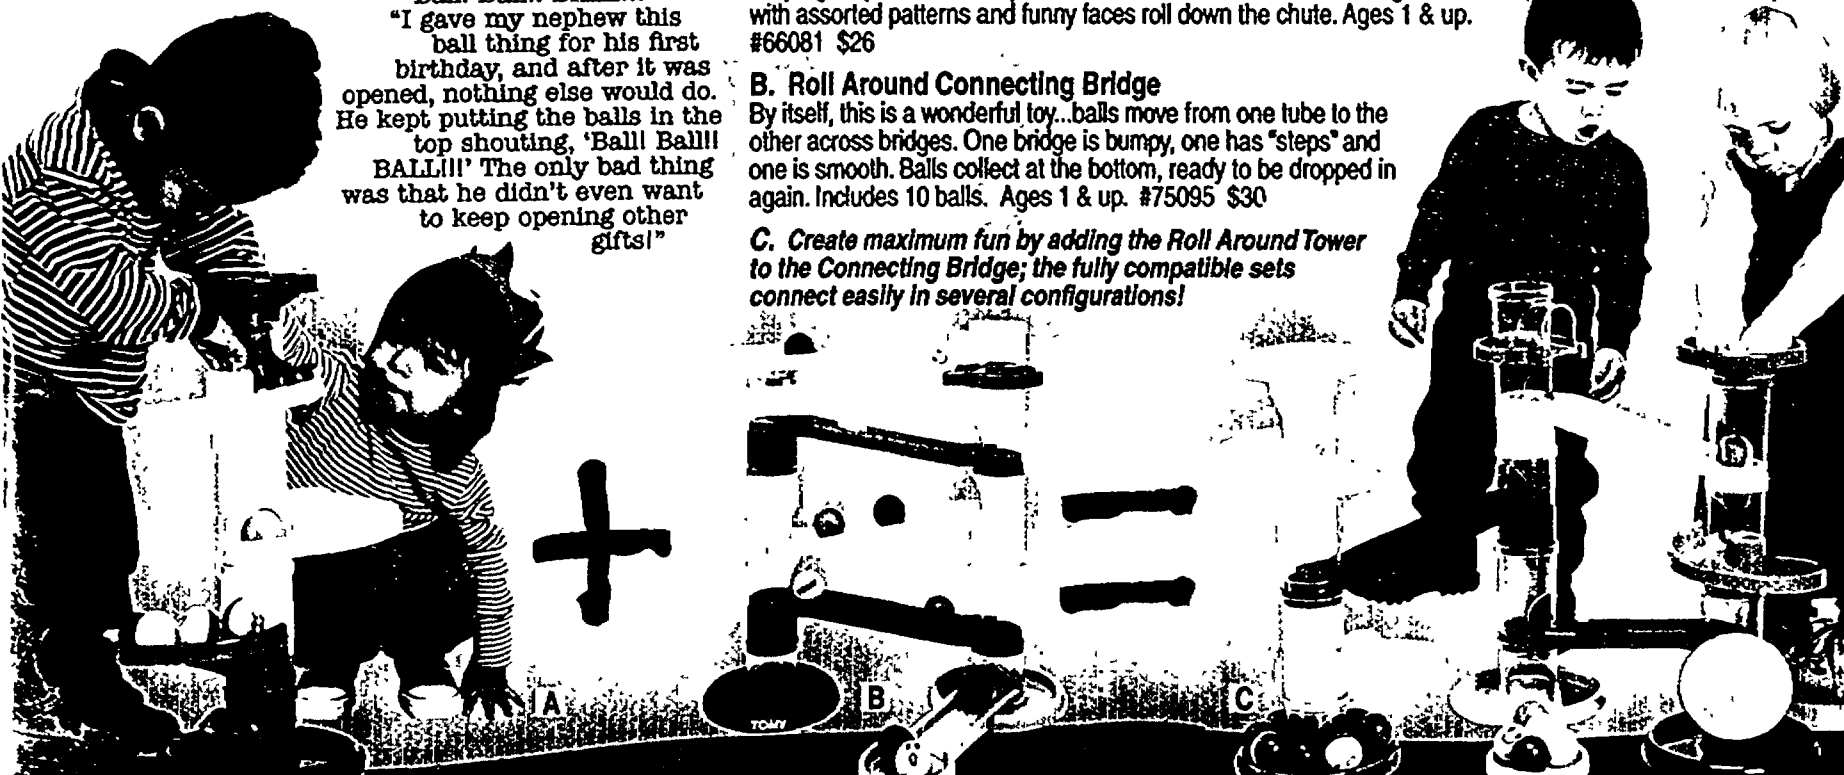 "I gave my nephew this
ball thing for his first
birthday, and after it was
opened, nothing else would do.
He kept putting the balls in the
top shouting, 'Ball! Ball!!
BALL!!!' The only bad thing
was that he didn't even want
to keep opening other
gifts!"
with assorted patterns and funny faces roll down the chute. Ages 1 & up.
#66081 $26
B. Roll Around Connecting Bridge
By itself, this is a wonderful toy...balls move from one tube to the
other across bridges. One bridge is bumpy, one has "steps" and
one is smooth. Balls collect at the bottom, ready to be dropped in
again. Includes 10 balls. Ages 1 & up. #75095 $30
C. Create maximum fun by adding the Roll Around Tower
to the Connecting Bridge; the fully compatible sets
connect easily in several configurations!
A
TOMY
B
C